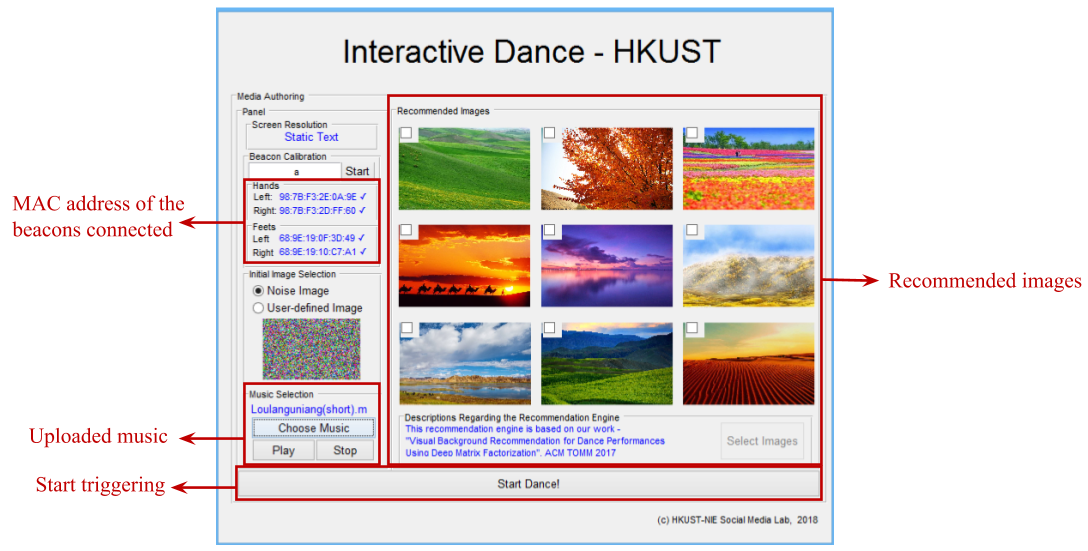 Interactive Dance - HKUST
Media Authoring
Panel
Screen Resolution
Static Text
Beacon Calibration
a
Start
Hands
Left: 98:7B:F3:2E:0A:9E ✓
Right: 98:7B:F3:2D:FF:60 ✓
Feets
Left 68:9E:19:0F:3D:49 ✓
Right 68:9E:19:10:C7:A1 ✓
MAC address of the
beacons connected
Initial Image Selection
Noise Image
User-defined Image
Music Selection
Loulanguniang(short).m
Choose Music
Play
Stop
Uploaded music
Recommended Images
Recommended images
Descriptions Regarding the Recommendation Engine
This recommendation engine is based on our work -
"Visual Background Recommendation for Dance Performances
Using Deep Matrix Factorization". ACM TOMM 2017
Select Images
Start triggering
Start Dance!
(c) HKUST-NIE Social Media Lab, 2018